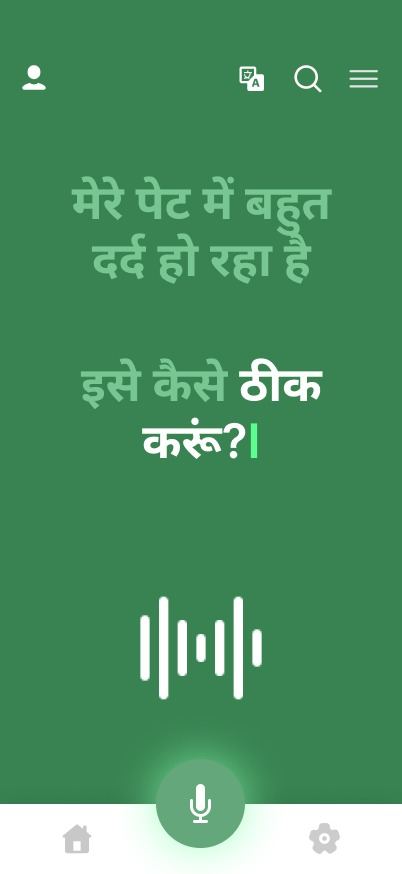 मेरे पेट में बहुत
दर्द हो रहा है
इसे कैसे ठीक
करूं?